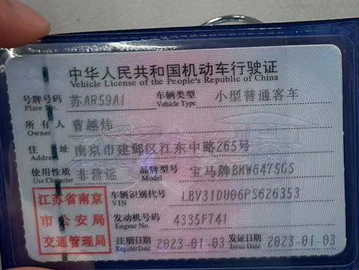 中华人民共和国机动车行驶证
Vehicle License of the People's Republic of China
号牌号码 苏AR59A1 车辆类型 小型普通客车
Plate No. Vehicle Type
所有人 曹越炜
Owner
住址 南京市建邺区江东中路265号
Address
使用性质 非营运 品牌型号 宝马牌BMW6475GS
Use Character Model
江苏省南京 车辆识别代号 LBV31DU06PS626353
VIN
市公安局 发动机号码 4335F741
Engine No.
交通管理局 注册日期 2023-01-03 发证日期 2023-01-03
Register Date Issue Date